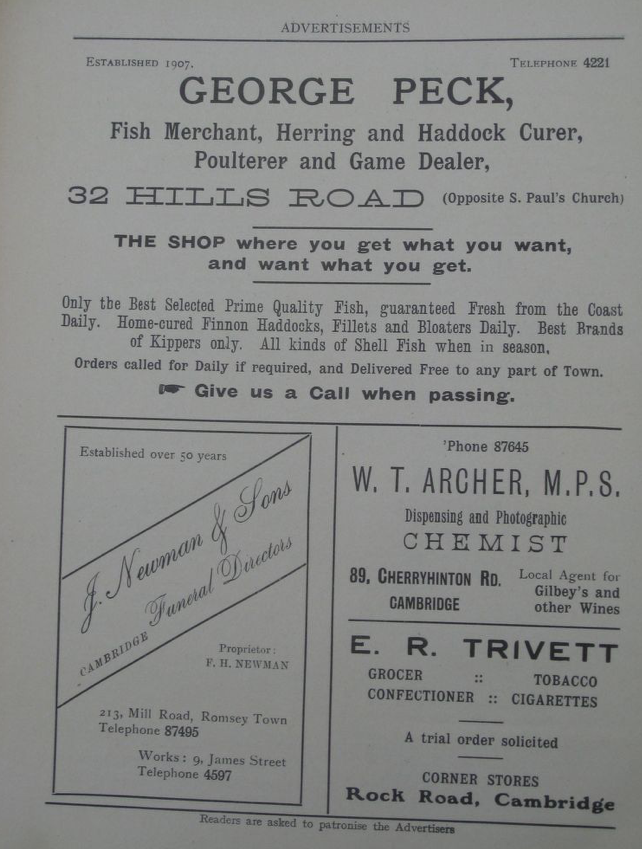 ADVERTISEMENTS
ESTABLISHED 1907. TELEPHONE 4221
GEORGE PECK,
Fish Merchant, Herring and Haddock Curer,
Poulterer and Game Dealer,
32 HILLS ROAD (Opposite S. Paul's Church)
THE SHOP where you get what you want,
and want what you get.
Only the Best Selected Prime Quality Fish, guaranteed Fresh from the Coast
Daily. Home-cured Finnon Haddocks, Fillets and Bloaters Daily. Best Brands
of Kippers only. All kinds of Shell Fish when in season,
Orders called for Daily if required, and Delivered Free to any part of Town.
☛ Give us a Call when passing.
Established over 50 years
J. Newman & Sons
CAMBRIDGE Funeral Directors
Proprietor:
F. H. NEWMAN
213, Mill Road, Romsey Town
Telephone 87495
Works: 9, James Street
Telephone 4597
'Phone 87645
W. T. ARCHER, M.P.S.
Dispensing and Photographic
CHEMIST
89, CHERRYHINTON RD.
CAMBRIDGE
Local Agent for
Gilbey's and
other Wines
E. R. TRIVETT
GROCER :: TOBACCO
CONFECTIONER :: CIGARETTES
A trial order solicited
CORNER STORES
Rock Road, Cambridge
Readers are asked to patronise the Advertisers